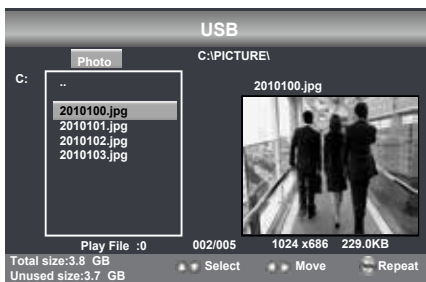 USB
Photo
C:\PICTURE\
C:
..
2010100.jpg
2010100.jpg
2010101.jpg
2010102.jpg
2010103.jpg
Play File :0
002/005
1024 x686
229.0KB
Total size:3.8 GB
Unused size:3.7 GB
Select
Move
Repeat